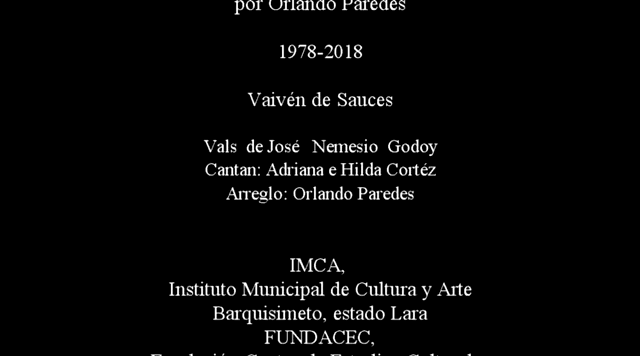 por Orlando Paredes
1978-2018
Vaivén de Sauces
Vals de José Nemesio Godoy
Cantan: Adriana e Hilda Cortéz
Arreglo: Orlando Paredes
IMCA,
Instituto Municipal de Cultura y Arte
Barquisimeto, estado Lara
FUNDACEC,